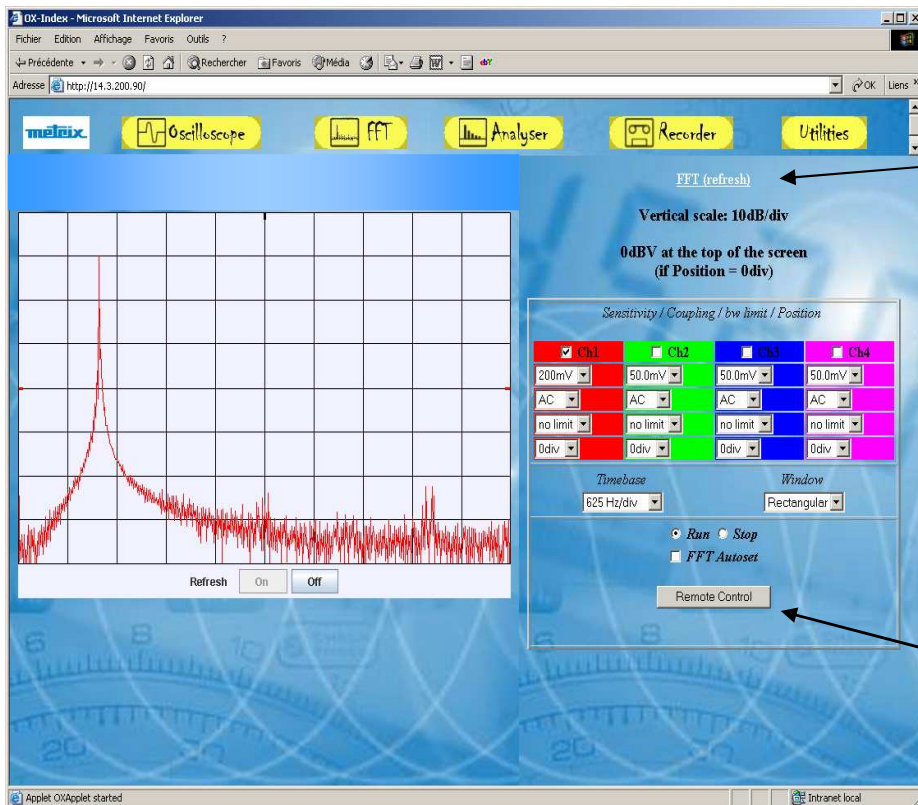 OX-Index - Microsoft Internet Explorer
Fichier Edition Affichage Favoris Outils ?
Précédente Rechercher Favoris Média
Adresse http://14.3.200.90/ OK Liens
metrix Oscilloscope FFT Analyser Recorder Utilities
FFT (refresh)
Vertical scale: 10dB/div
0dBV at the top of the screen
(if Position = 0div)
Sensitivity / Coupling / bw limit / Position
Ch1 Ch2 Ch3 Ch4
200mV 50.0mV 50.0mV 50.0mV
AC AC AC AC
no limit no limit no limit no limit
0div 0div 0div 0div
Timebase Window
625 Hz/div Rectangular
Run Stop
FFT Autoset
Remote Control
Refresh On Off
Applet OXApplet started Intranet local